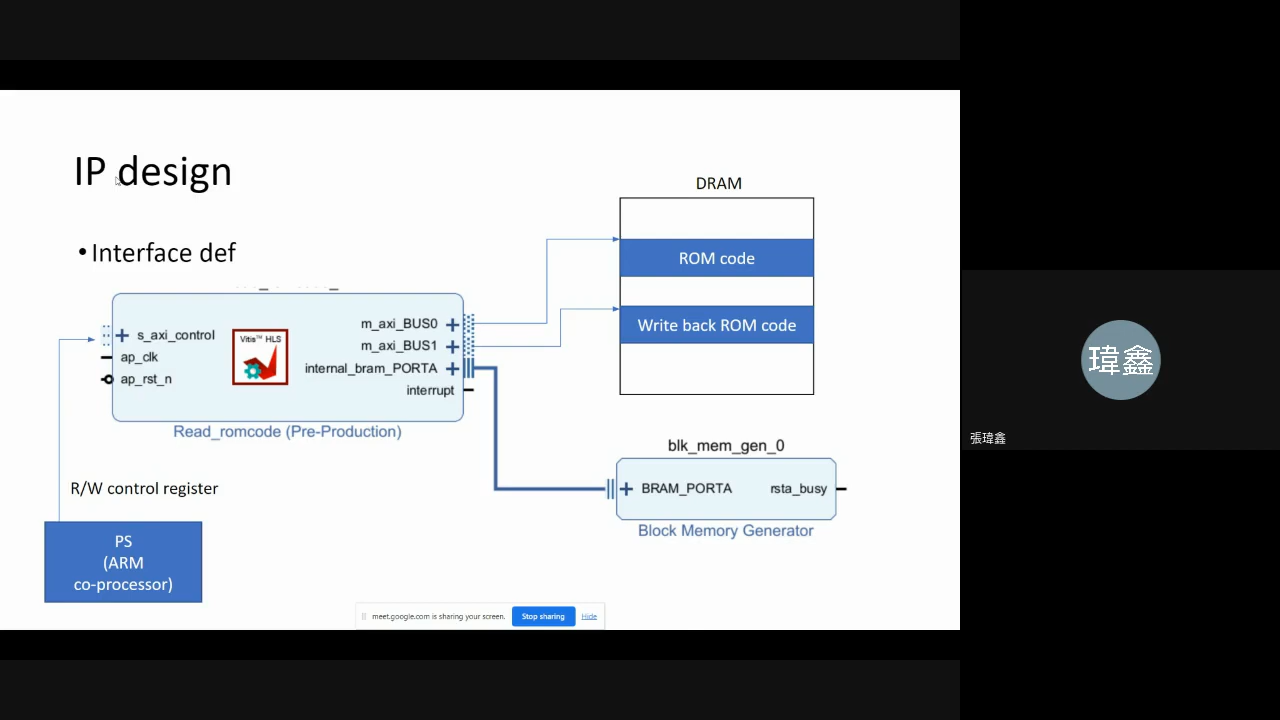 IP design
•Interface def
s_axi_control
ap_clk
ap_rst_n
Vitis™ HLS
m_axi_BUS0
m_axi_BUS1
internal_bram_PORTA
interrupt
Read_romcode (Pre-Production)
R/W control register
PS
(ARM
co-processor)
DRAM
ROM code
Write back ROM code
blk_mem_gen_0
BRAM_PORTA
rsta_busy
Block Memory Generator
meet.google.com is sharing your screen.
Stop sharing
Hide
瑋鑫
張瑋鑫